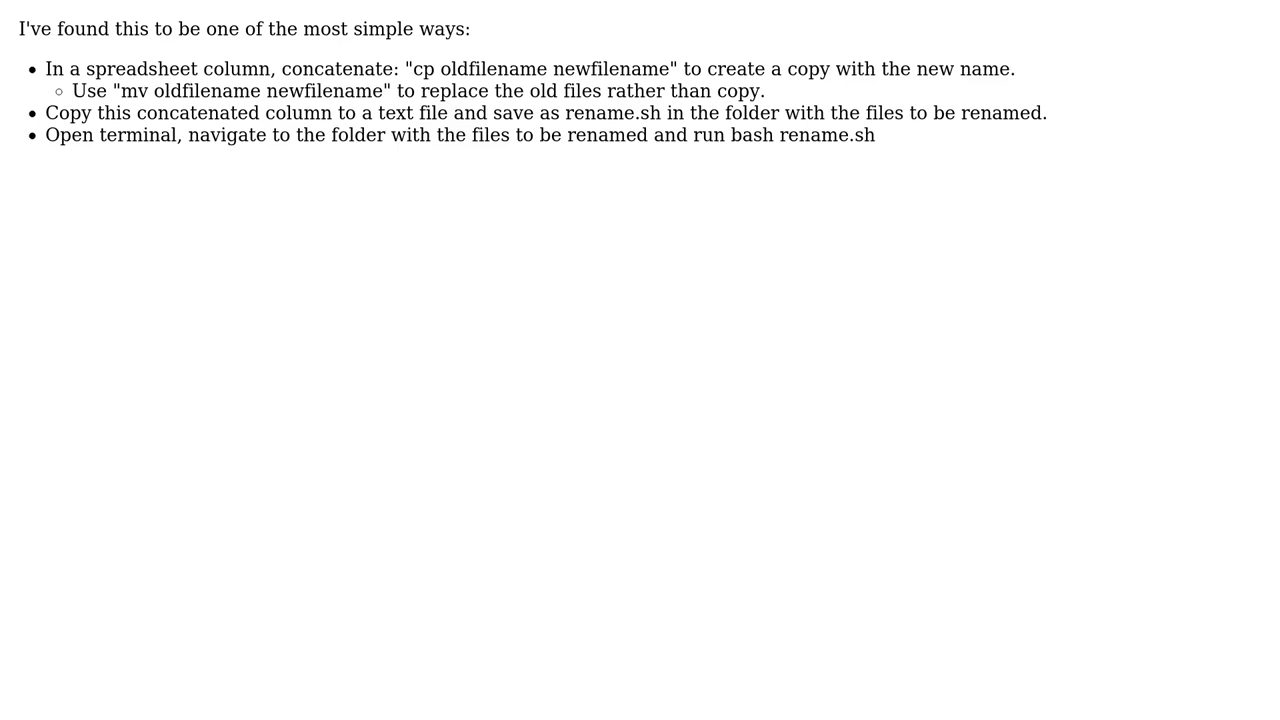 I've found this to be one of the most simple ways:
• In a spreadsheet column, concatenate: "cp oldfilename newfilename" to create a copy with the new name.
◦ Use "mv oldfilename newfilename" to replace the old files rather than copy.
• Copy this concatenated column to a text file and save as rename.sh in the folder with the files to be renamed.
• Open terminal, navigate to the folder with the files to be renamed and run bash rename.sh